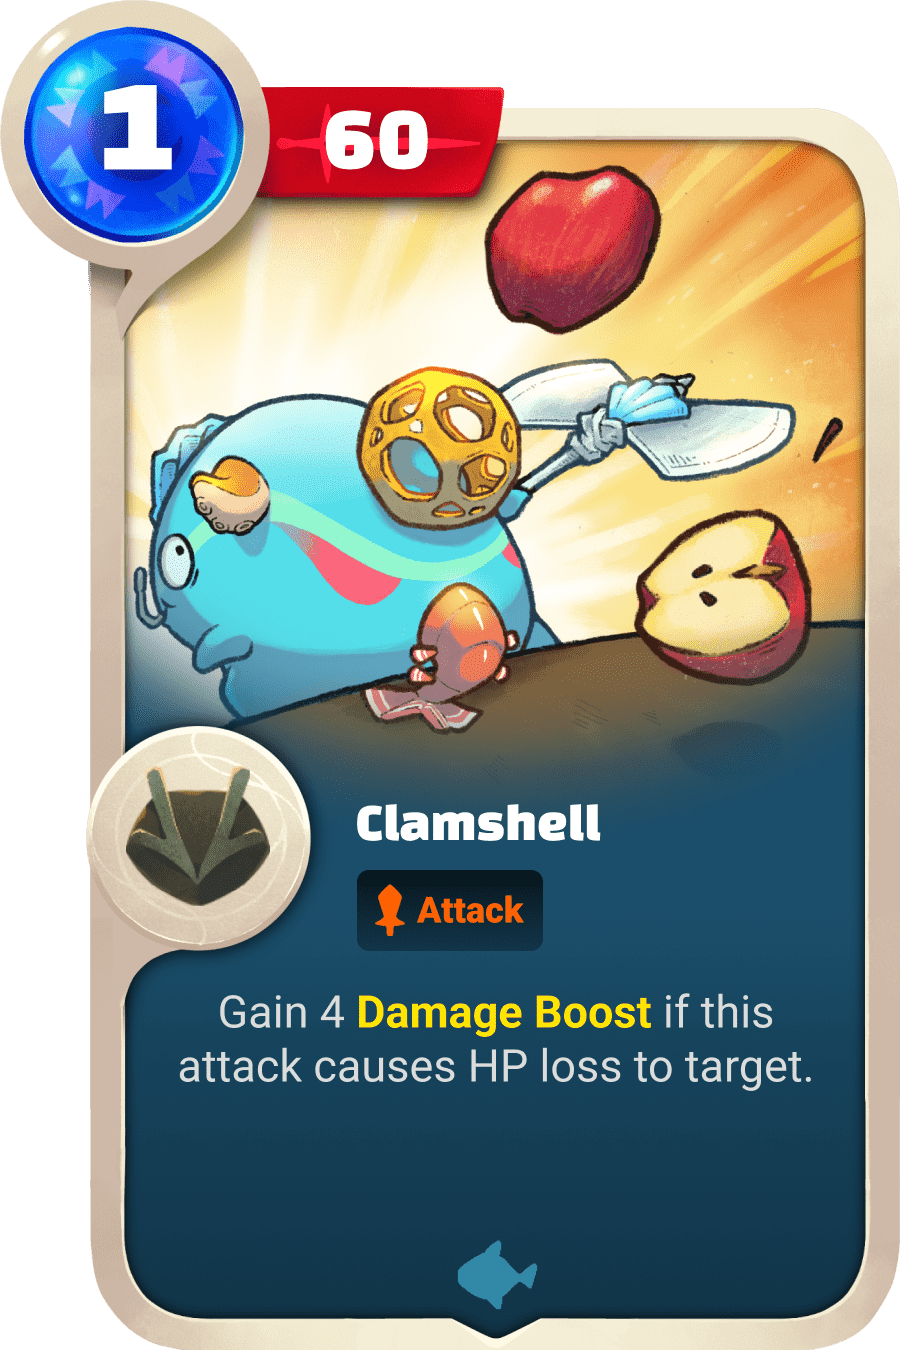 1
60
Clamshell
Attack
Gain 4 Damage Boost if this
attack causes HP loss to target.